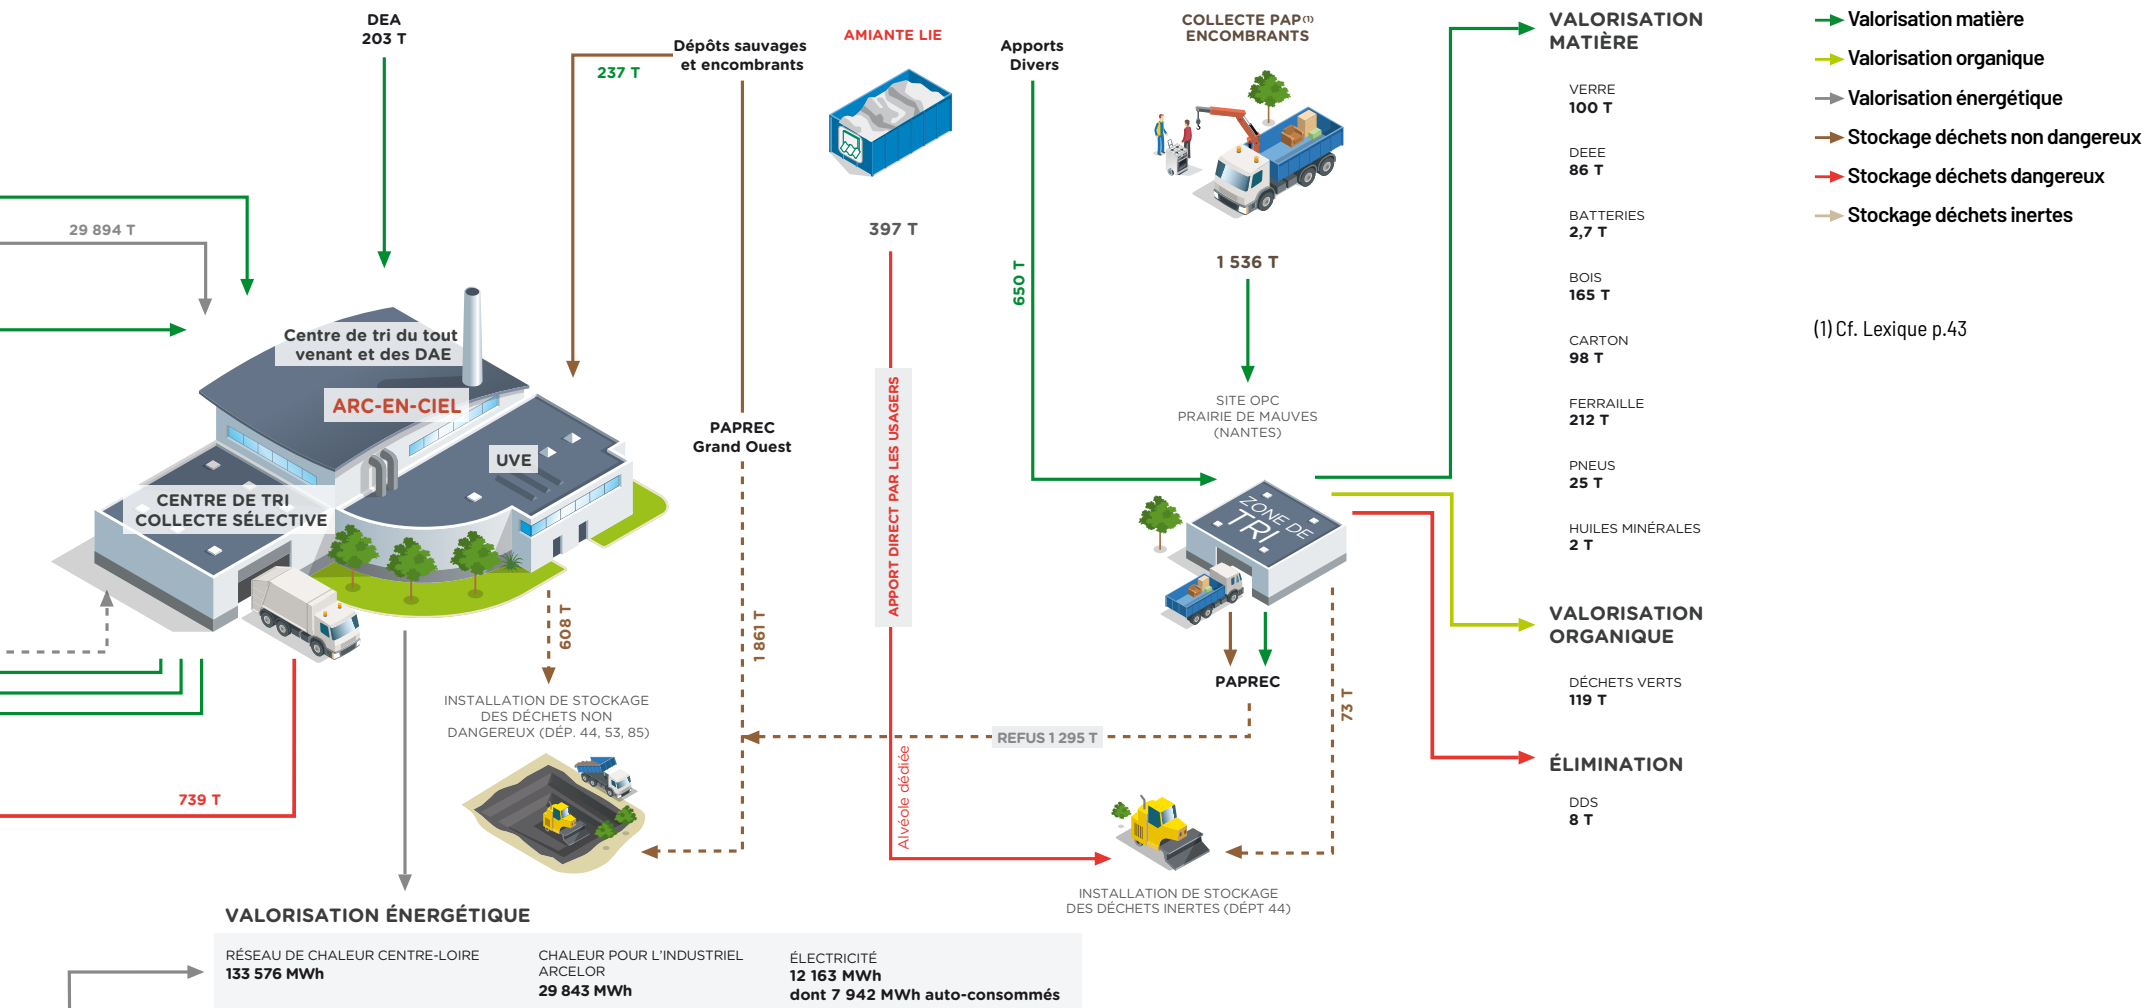 DEA
203 T
Dépôts sauvages
et encombrants
237 T
AMIANTE LIE
397 T
Apports
Divers
650 T
COLLECTE PAP(1)
ENCOMBRANTS
1 536 T
SITE OPC
PRAIRIE DE MAUVES
(NANTES)
29 894 T
Centre de tri du tout
venant et des DAE
ARC-EN-CIEL
UVE
CENTRE DE TRI
COLLECTE SÉLECTIVE
PAPREC
Grand Ouest
APPORT DIRECT PAR LES USAGERS
ZONE DE
TRI
608 T
1 861 T
PAPREC
73 T
REFUS 1 295 T
INSTALLATION DE STOCKAGE
DES DÉCHETS NON
DANGEREUX (DÉP. 44, 53, 85)
Alvéole dédiée
739 T
INSTALLATION DE STOCKAGE
DES DÉCHETS INERTES (DÉPT 44)
VALORISATION ÉNERGÉTIQUE
RÉSEAU DE CHALEUR CENTRE-LOIRE
133 576 MWh
CHALEUR POUR L'INDUSTRIEL
ARCELOR
29 843 MWh
ÉLECTRICITÉ
12 163 MWh
dont 7 942 MWh auto-consommés
VALORISATION
MATIÈRE
VERRE
100 T
DEEE
86 T
BATTERIES
2,7 T
BOIS
165 T
CARTON
98 T
FERRAILLE
212 T
PNEUS
25 T
HUILES MINÉRALES
2 T
VALORISATION
ORGANIQUE
DÉCHETS VERTS
119 T
ÉLIMINATION
DDS
8 T
Valorisation matière
Valorisation organique
Valorisation énergétique
Stockage déchets non dangereux
Stockage déchets dangereux
Stockage déchets inertes
(1) Cf. Lexique p.43